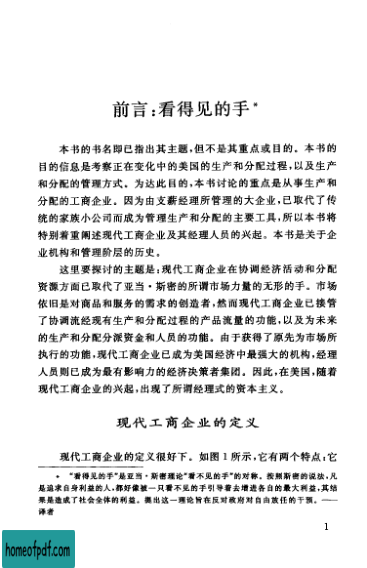 前言:看得见的手*
本书的书名即已指出其主题,但不是其重点或目的。本书的
目的信息是考察正在变化中的美国的生产和分配过程,以及生产
和分配的管理方式。为达此目的,本书讨论的重点是从事生产和
分配的工商企业。因为由支薪经理所管理的大企业,已取代了传
统的家族小公司而成为管理生产和分配的主要工具,所以本书将
特别着重阐述现代工商企业及其经理人员的兴起。本书是关于企
业机构和管理阶层的历史。
这里要探讨的主题是:现代工商企业在协调经济活动和分配
资源方面已取代了亚当·斯密的所谓市场力量的无形的手。市场
依旧是对商品和服务的需求的创造者,然而现代工商企业已接管
了协调流经现有生产和分配过程的产品流量的功能,以及为未来
的生产和分配分派资金和人员的功能。由于获得了原先为市场所
执行的功能,现代工商企业已成为美国经济中最强大的机构,经理
人员则已成为最有影响力的经济决策者集团。因此,在美国,随着
现代工商企业的兴起,出现了所谓经理式的资本主义。
现代工商企业的定义
现代工商企业的定义很好下。如图1所示,它有两个特点:它
* “看得见的手”是亚当·斯密理论“看不见的手”的对称。按照斯密的说法,凡
是追求自身利益的人,都好像被一只看不见的手引导着去增进各自的最大利益,其结
果是造成了社会全体的利益。提出这一理论旨在反对政府对自由放任的干预。——
译者
1
homeofpdf.com